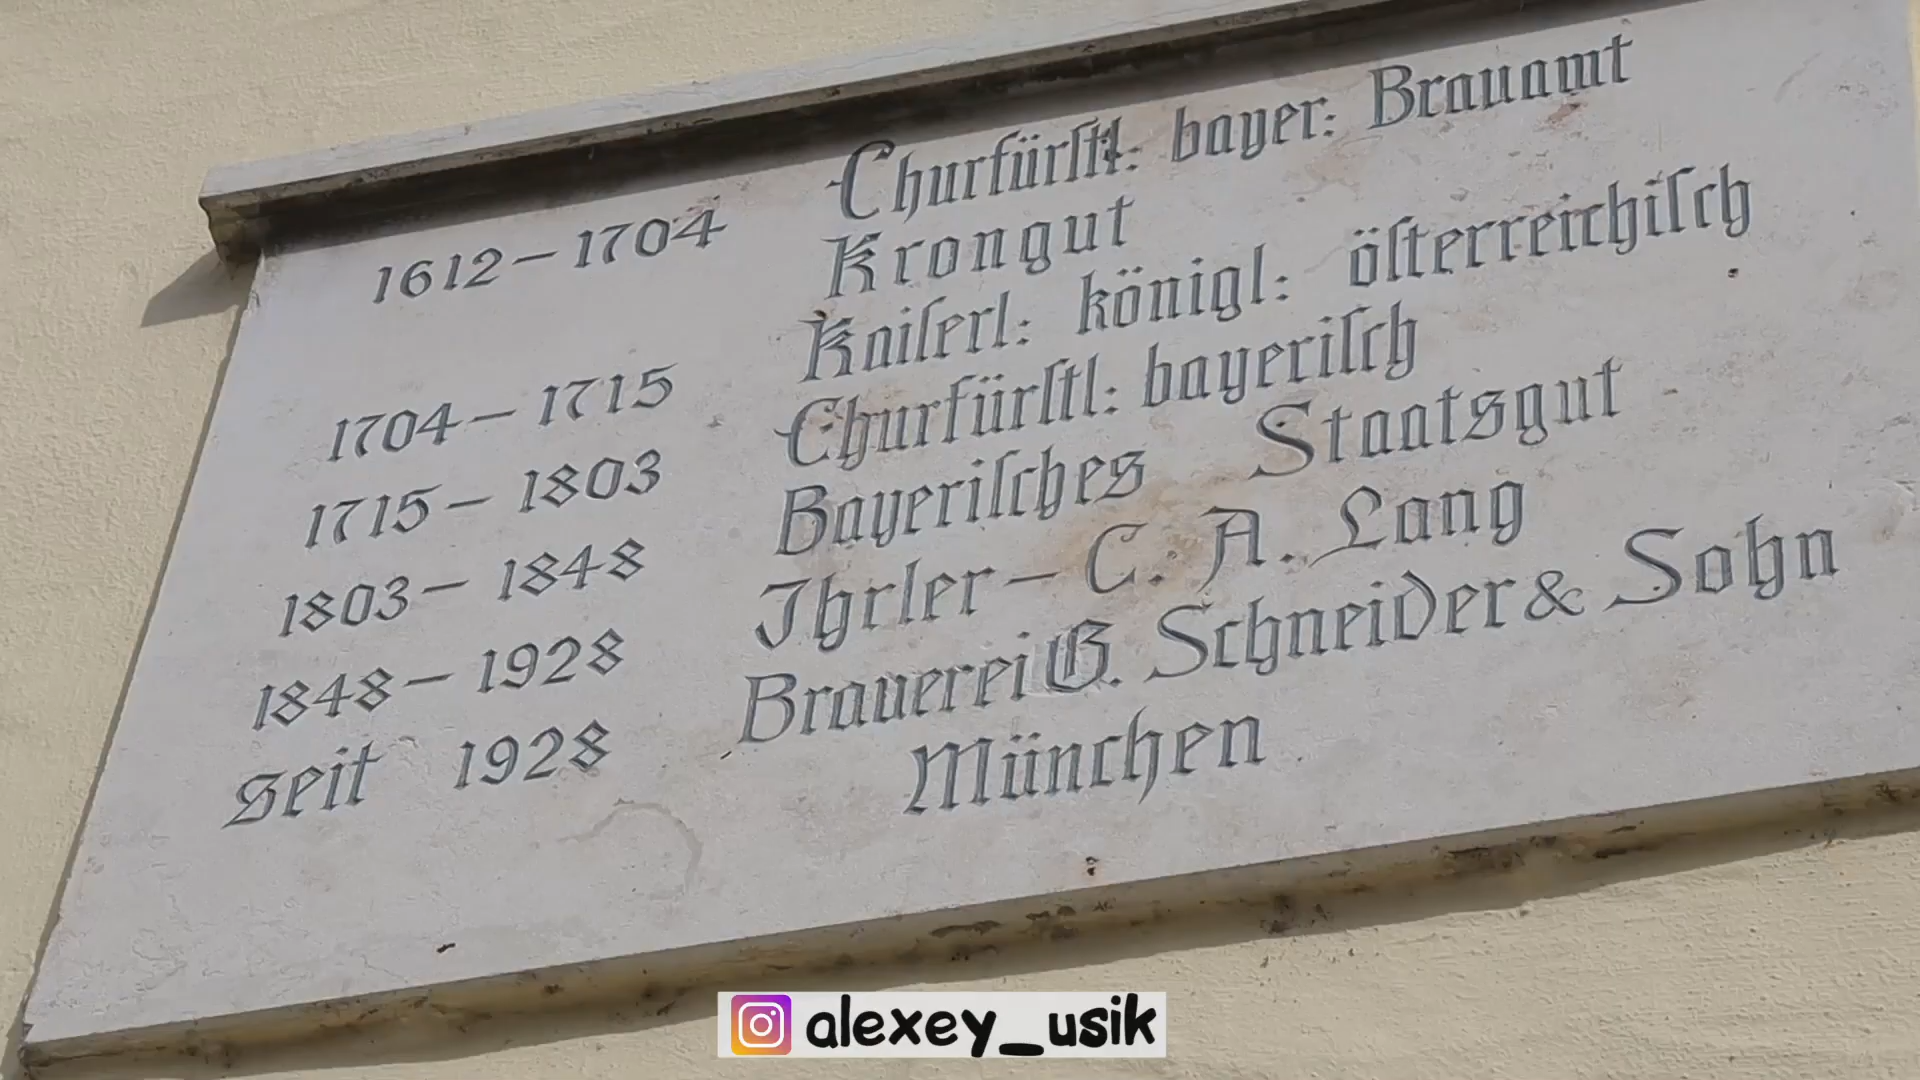 1612 – 1704 Churfürstl: bayer: Brauamt
Krongut
1704 – 1715 Kaiserl: königl: österreichisch
1715 – 1803 Churfürstl: bayerisch
1803 – 1848 Bayerisches Staatsgut
1848 – 1928 Jhrler – C. A. Lang
Seit 1928 Brauerei G. Schneider & Sohn
München
alexey_usik